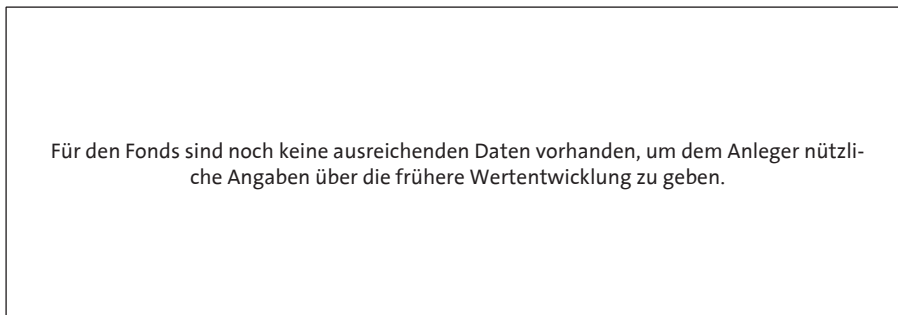 Für den Fonds sind noch keine ausreichenden Daten vorhanden, um dem Anleger nützli-
che Angaben über die frühere Wertentwicklung zu geben.